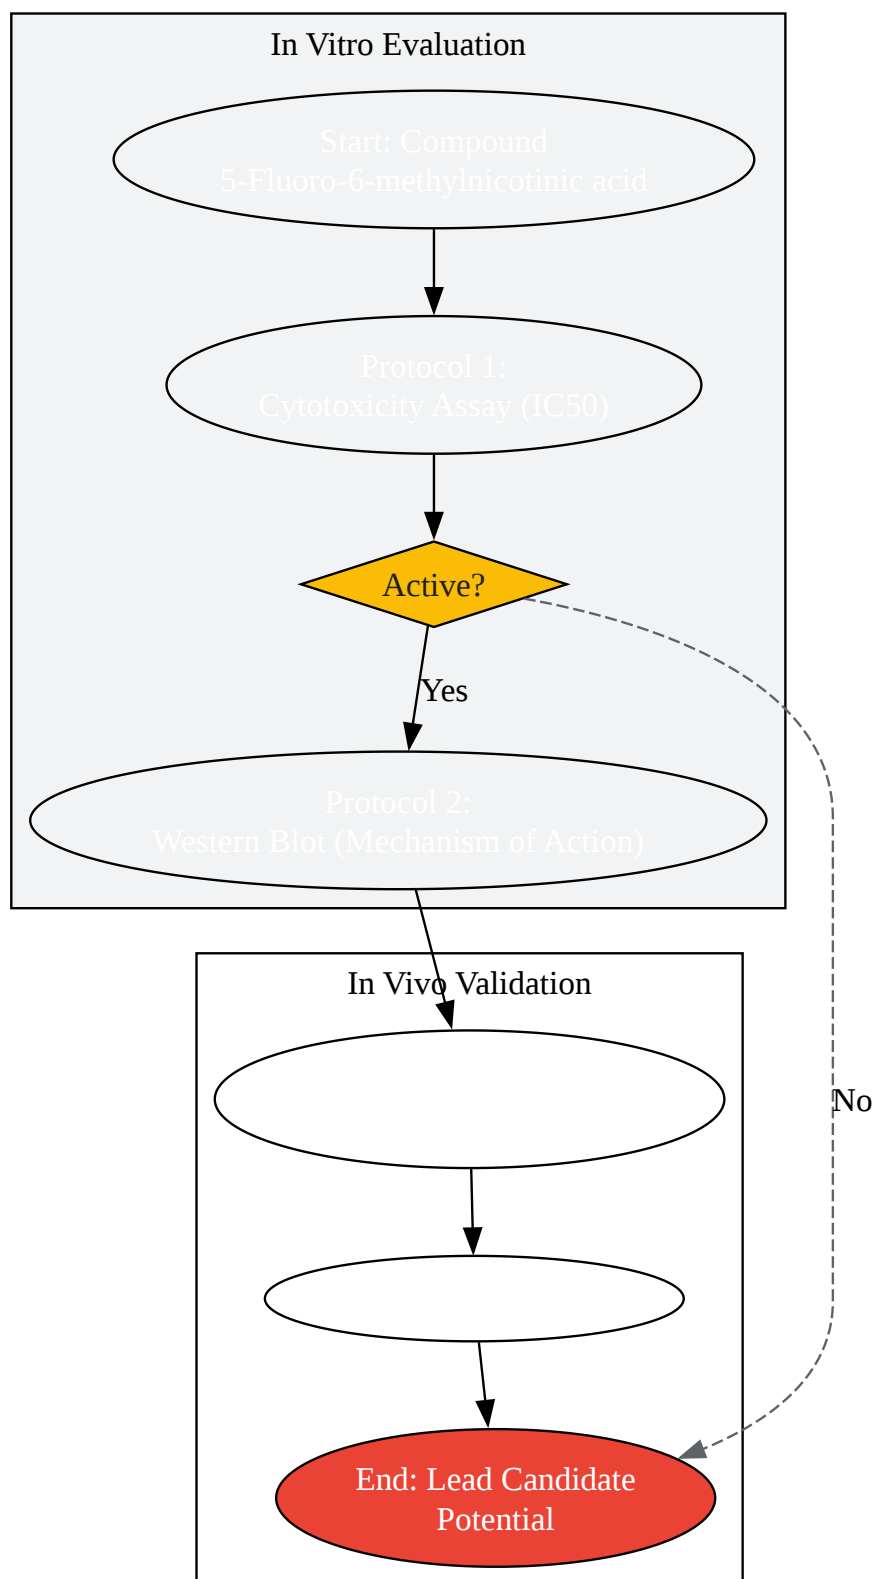 In Vitro Evaluation
Start: Compound
5-Fluoro-6-methylnicotinic acid
Protocol 1:
Cytotoxicity Assay (IC50)
Active?
Yes
Protocol 2:
Western Blot (Mechanism of Action)
In Vivo Validation
No
End: Lead Candidate
Potential